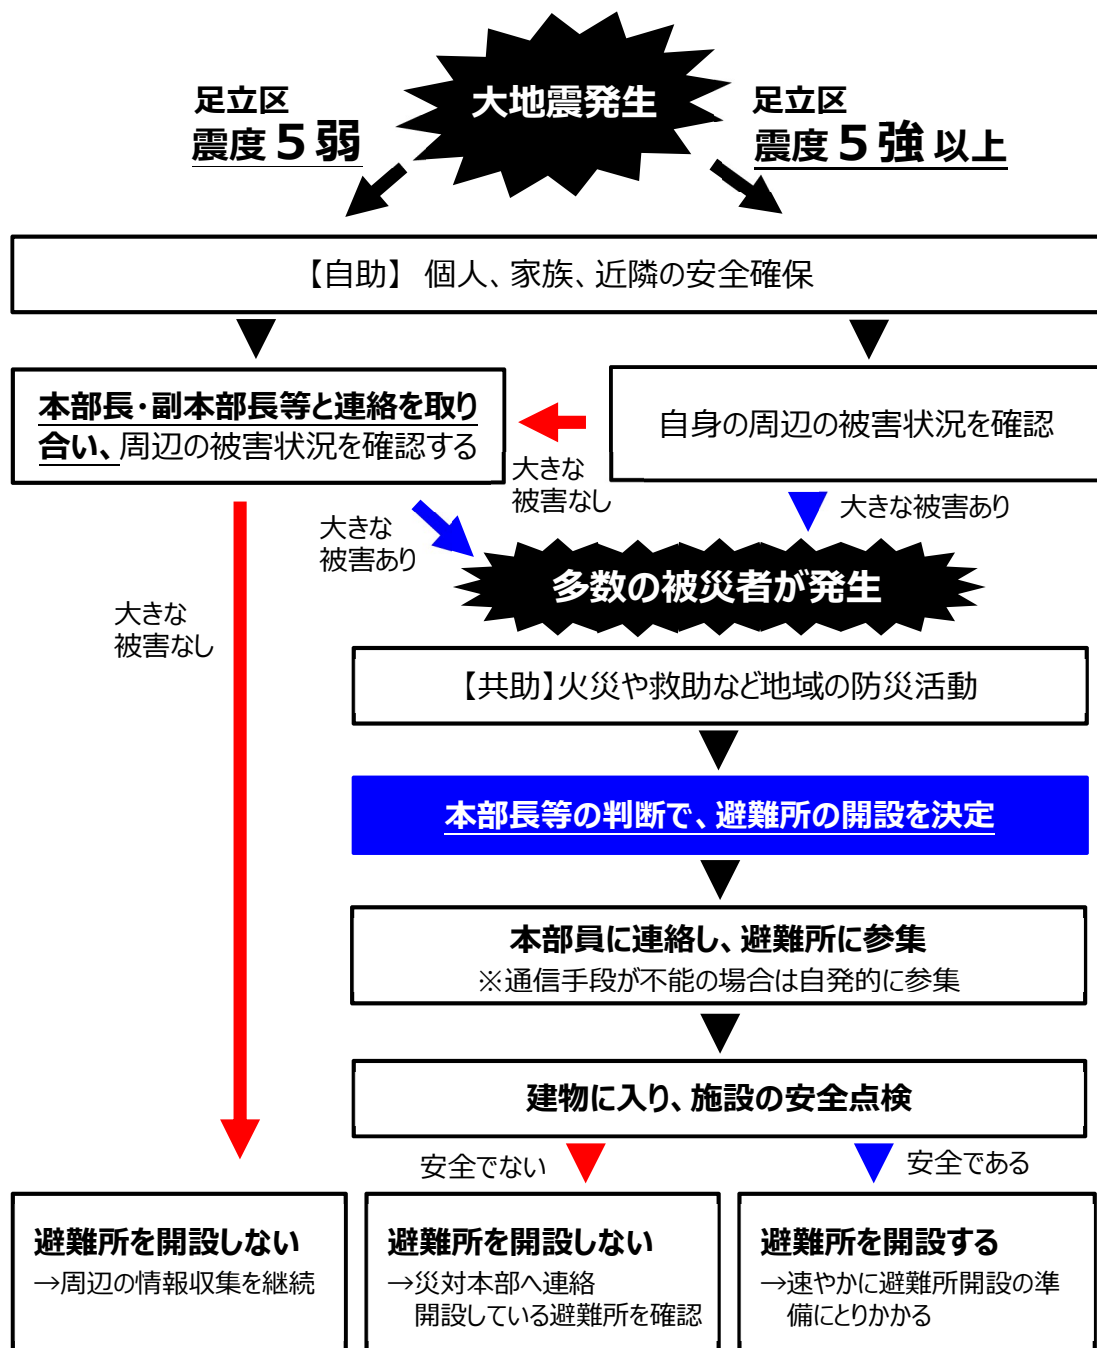 大地震発生
足立区
震度５弱
足立区
震度５強以上
【自助】 個人、家族、近隣の安全確保
本部長・副本部長等と連絡を取り
合い、周辺の被害状況を確認する
自身の周辺の被害状況を確認
大きな
被害なし
大きな
被害あり
大きな被害あり
多数の被災者が発生
大きな
被害なし
【共助】火災や救助など地域の防災活動
本部長等の判断で、避難所の開設を決定
本部員に連絡し、避難所に参集
※通信手段が不能の場合は自発的に参集
建物に入り、施設の安全点検
安全でない
安全である
避難所を開設しない
→周辺の情報収集を継続
避難所を開設しない
→災対本部へ連絡
開設している避難所を確認
避難所を開設する
→速やかに避難所開設の準
備にとりかかる